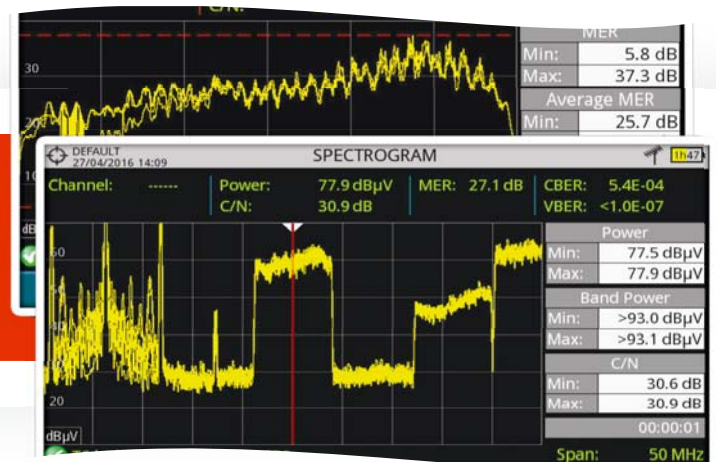 C/N:
MER
Min: 5.8 dB
Max: 37.3 dB
Average MER
Min: 25.7 dB
30
20
10
DEFAULT
27/04/2016 14:09
SPECTROGRAM
1h47
Channel: ------
Power: 77.9 dBµV
C/N: 30.9 dB
MER: 27.1 dB
CBER: 5.4E-04
VBER: <1.0E-07
60
20
dBµV
Power
Min: 77.5 dBµV
Max: 77.9 dBµV
Band Power
Min: >93.0 dBµV
Max: >93.1 dBµV
C/N
Min: 30.6 dB
Max: 30.9 dB
00:00:01
Span: 50 MHz